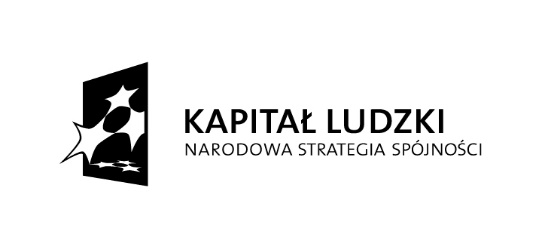 KAPITAŁ LUDZKI
NARODOWA STRATEGIA SPÓJNOŚCI